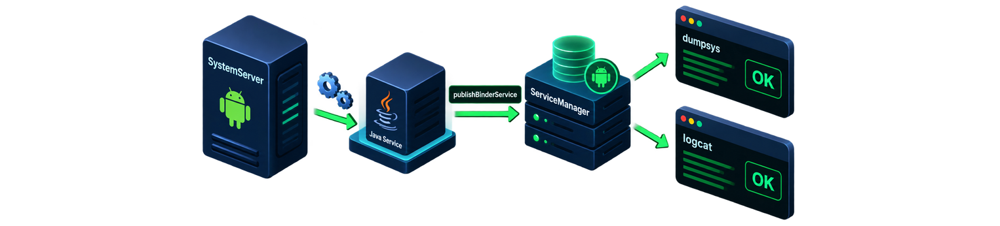 SystemServer
Java Service
publishBinderService
ServiceManager
dumpsys
OK
logcat
OK